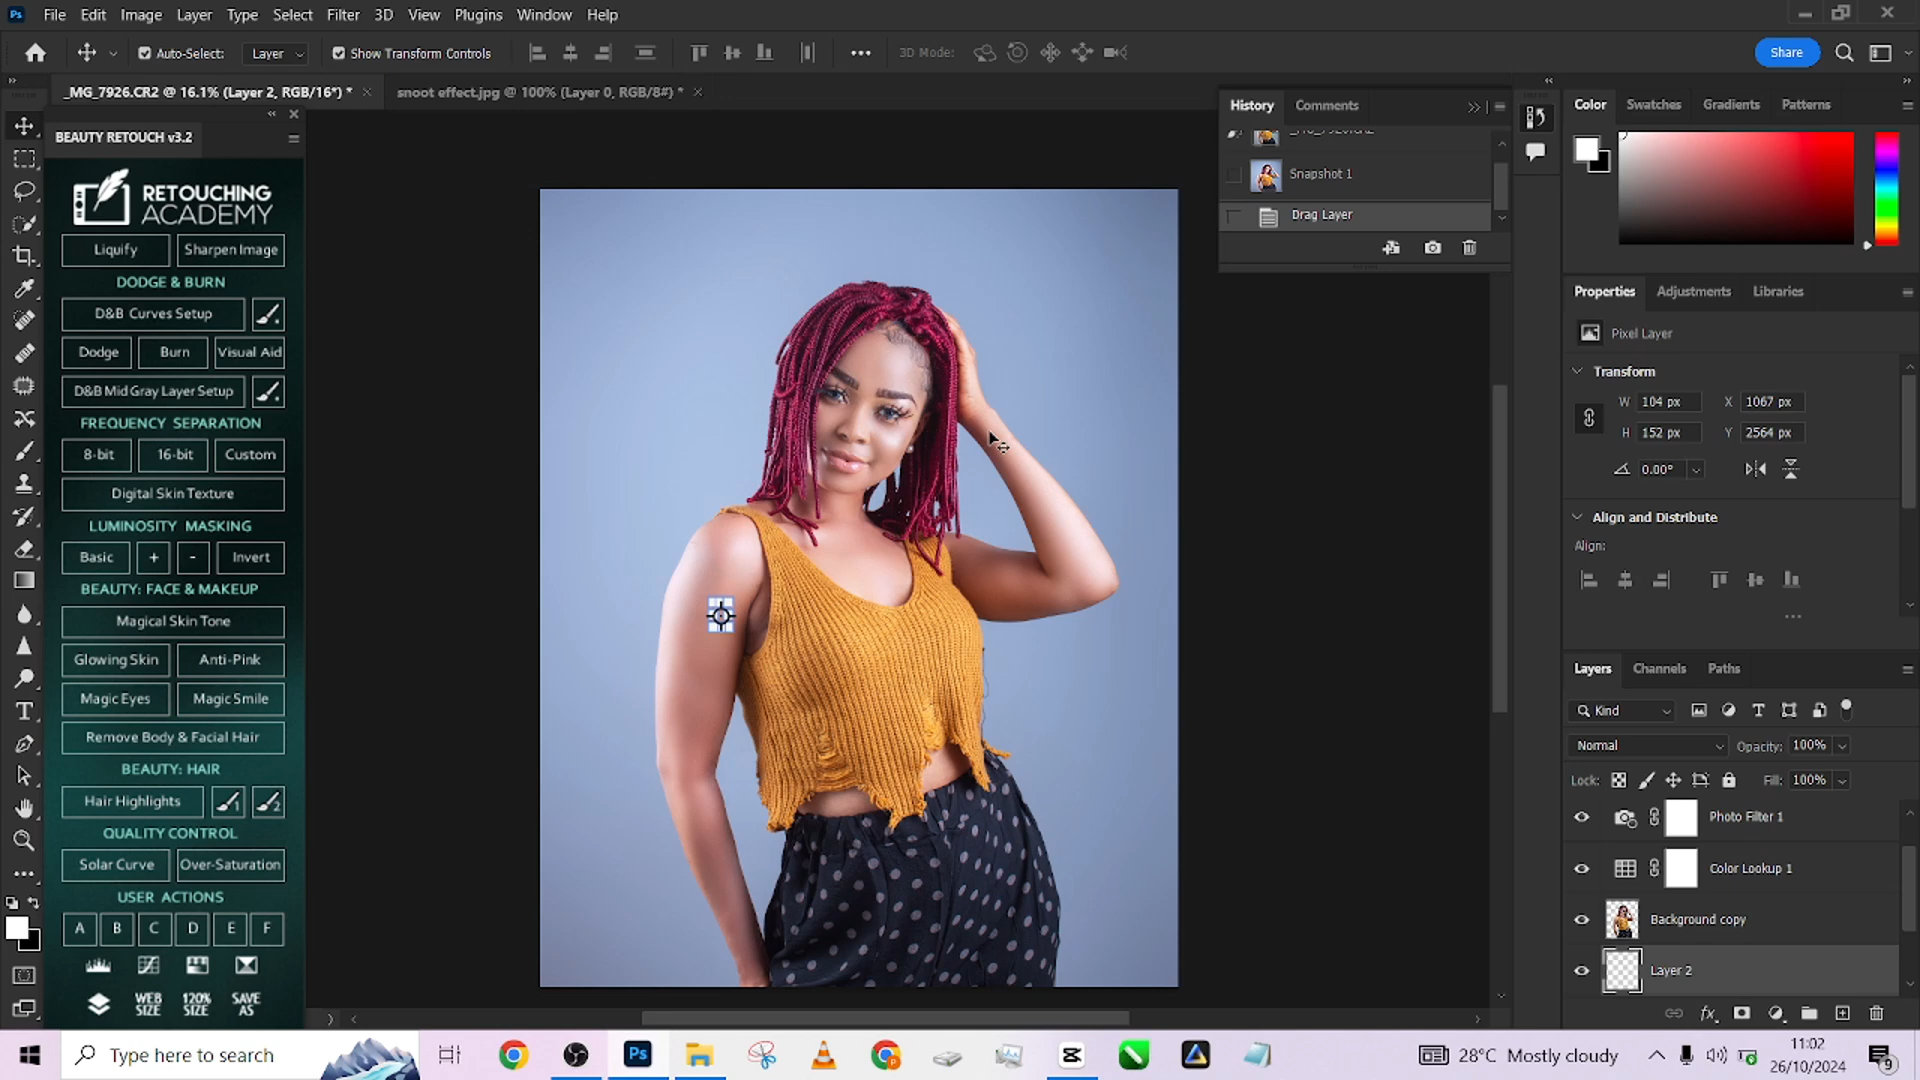 Ps File Edit Image Layer Type Select Filter 3D View Plugins Window Help
Auto-Select: Layer Show Transform Controls 3D Mode: Share
_MG_7926.CR2 @ 16.1% (Layer 2, RGB/16*) * snoot effect.jpg @ 100% (Layer 0, RGB/8#) *
BEAUTY RETOUCH v3.2
RETOUCHING
ACADEMY
Liquify Sharpen Image
DODGE & BURN
D&B Curves Setup
Dodge Burn Visual Aid
D&B Mid Gray Layer Setup
FREQUENCY SEPARATION
8-bit 16-bit Custom
Digital Skin Texture
LUMINOSITY MASKING
Basic + - Invert
BEAUTY: FACE & MAKEUP
Magical Skin Tone
Glowing Skin Anti-Pink
Magic Eyes Magic Smile
Remove Body & Facial Hair
BEAUTY: HAIR
Hair Highlights 1 2
QUALITY CONTROL
Solar Curve Over-Saturation
USER ACTIONS
A B C D E F
WEB SIZE 120% SIZE SAVE AS
History Comments
Snapshot 1
Drag Layer
Color Swatches Gradients Patterns
Properties Adjustments Libraries
Pixel Layer
Transform
W 104 px X 1067 px
H 152 px Y 2564 px
0.00°
Align and Distribute
Align:
Layers Channels Paths
Kind
Normal Opacity: 100%
Lock: Fill: 100%
Photo Filter 1
Color Lookup 1
Background copy
Layer 2
Type here to search Ps 28°C Mostly cloudy 11:02
26/10/2024 9